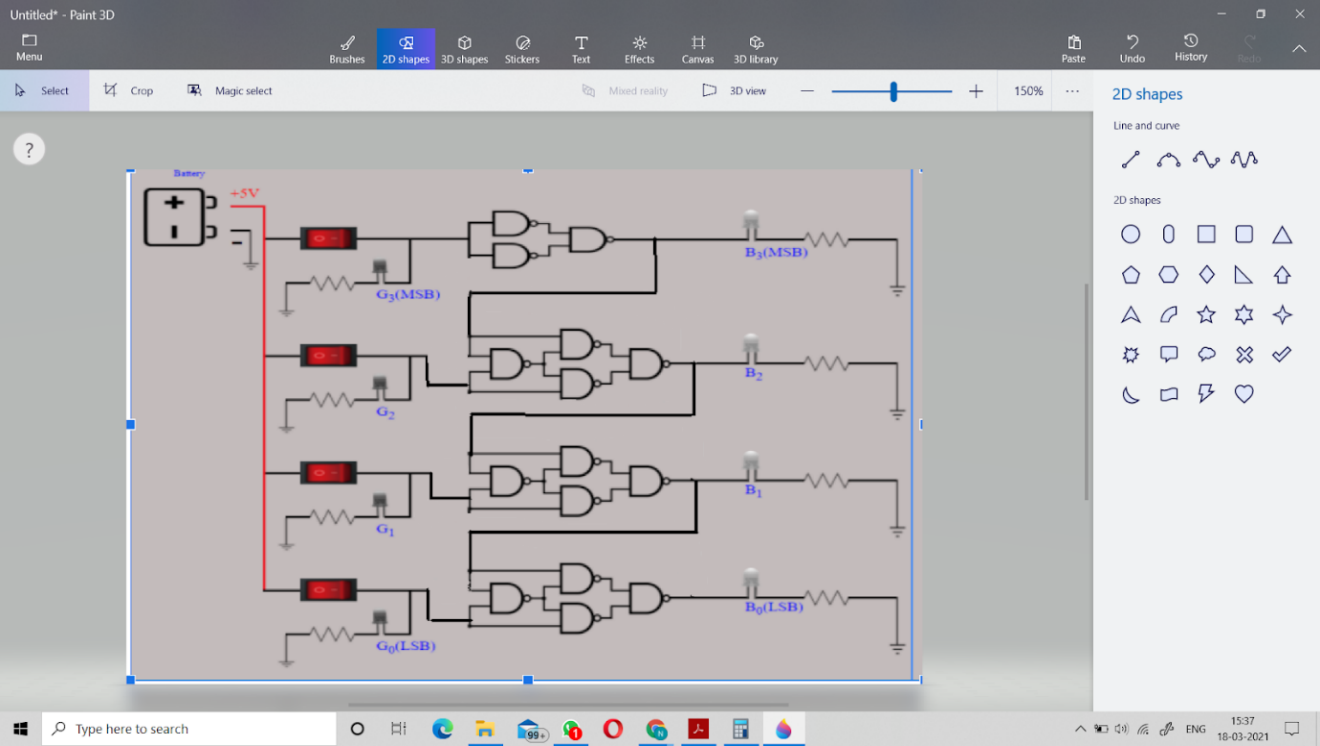 Untitled* - Paint 3D
Menu
Brushes
2D shapes
3D shapes
Stickers
Text
Effects
Canvas
3D library
Paste
Undo
History
Redo
Select
Crop
Magic select
Mixed reality
3D view
150%
2D shapes
Line and curve
2D shapes
?
Battery
+5V
G3(MSB)
B3(MSB)
G2
B2
G1
B1
G0(LSB)
B0(LSB)
Type here to search
99+
1
N
ENG
15:37
18-03-2021